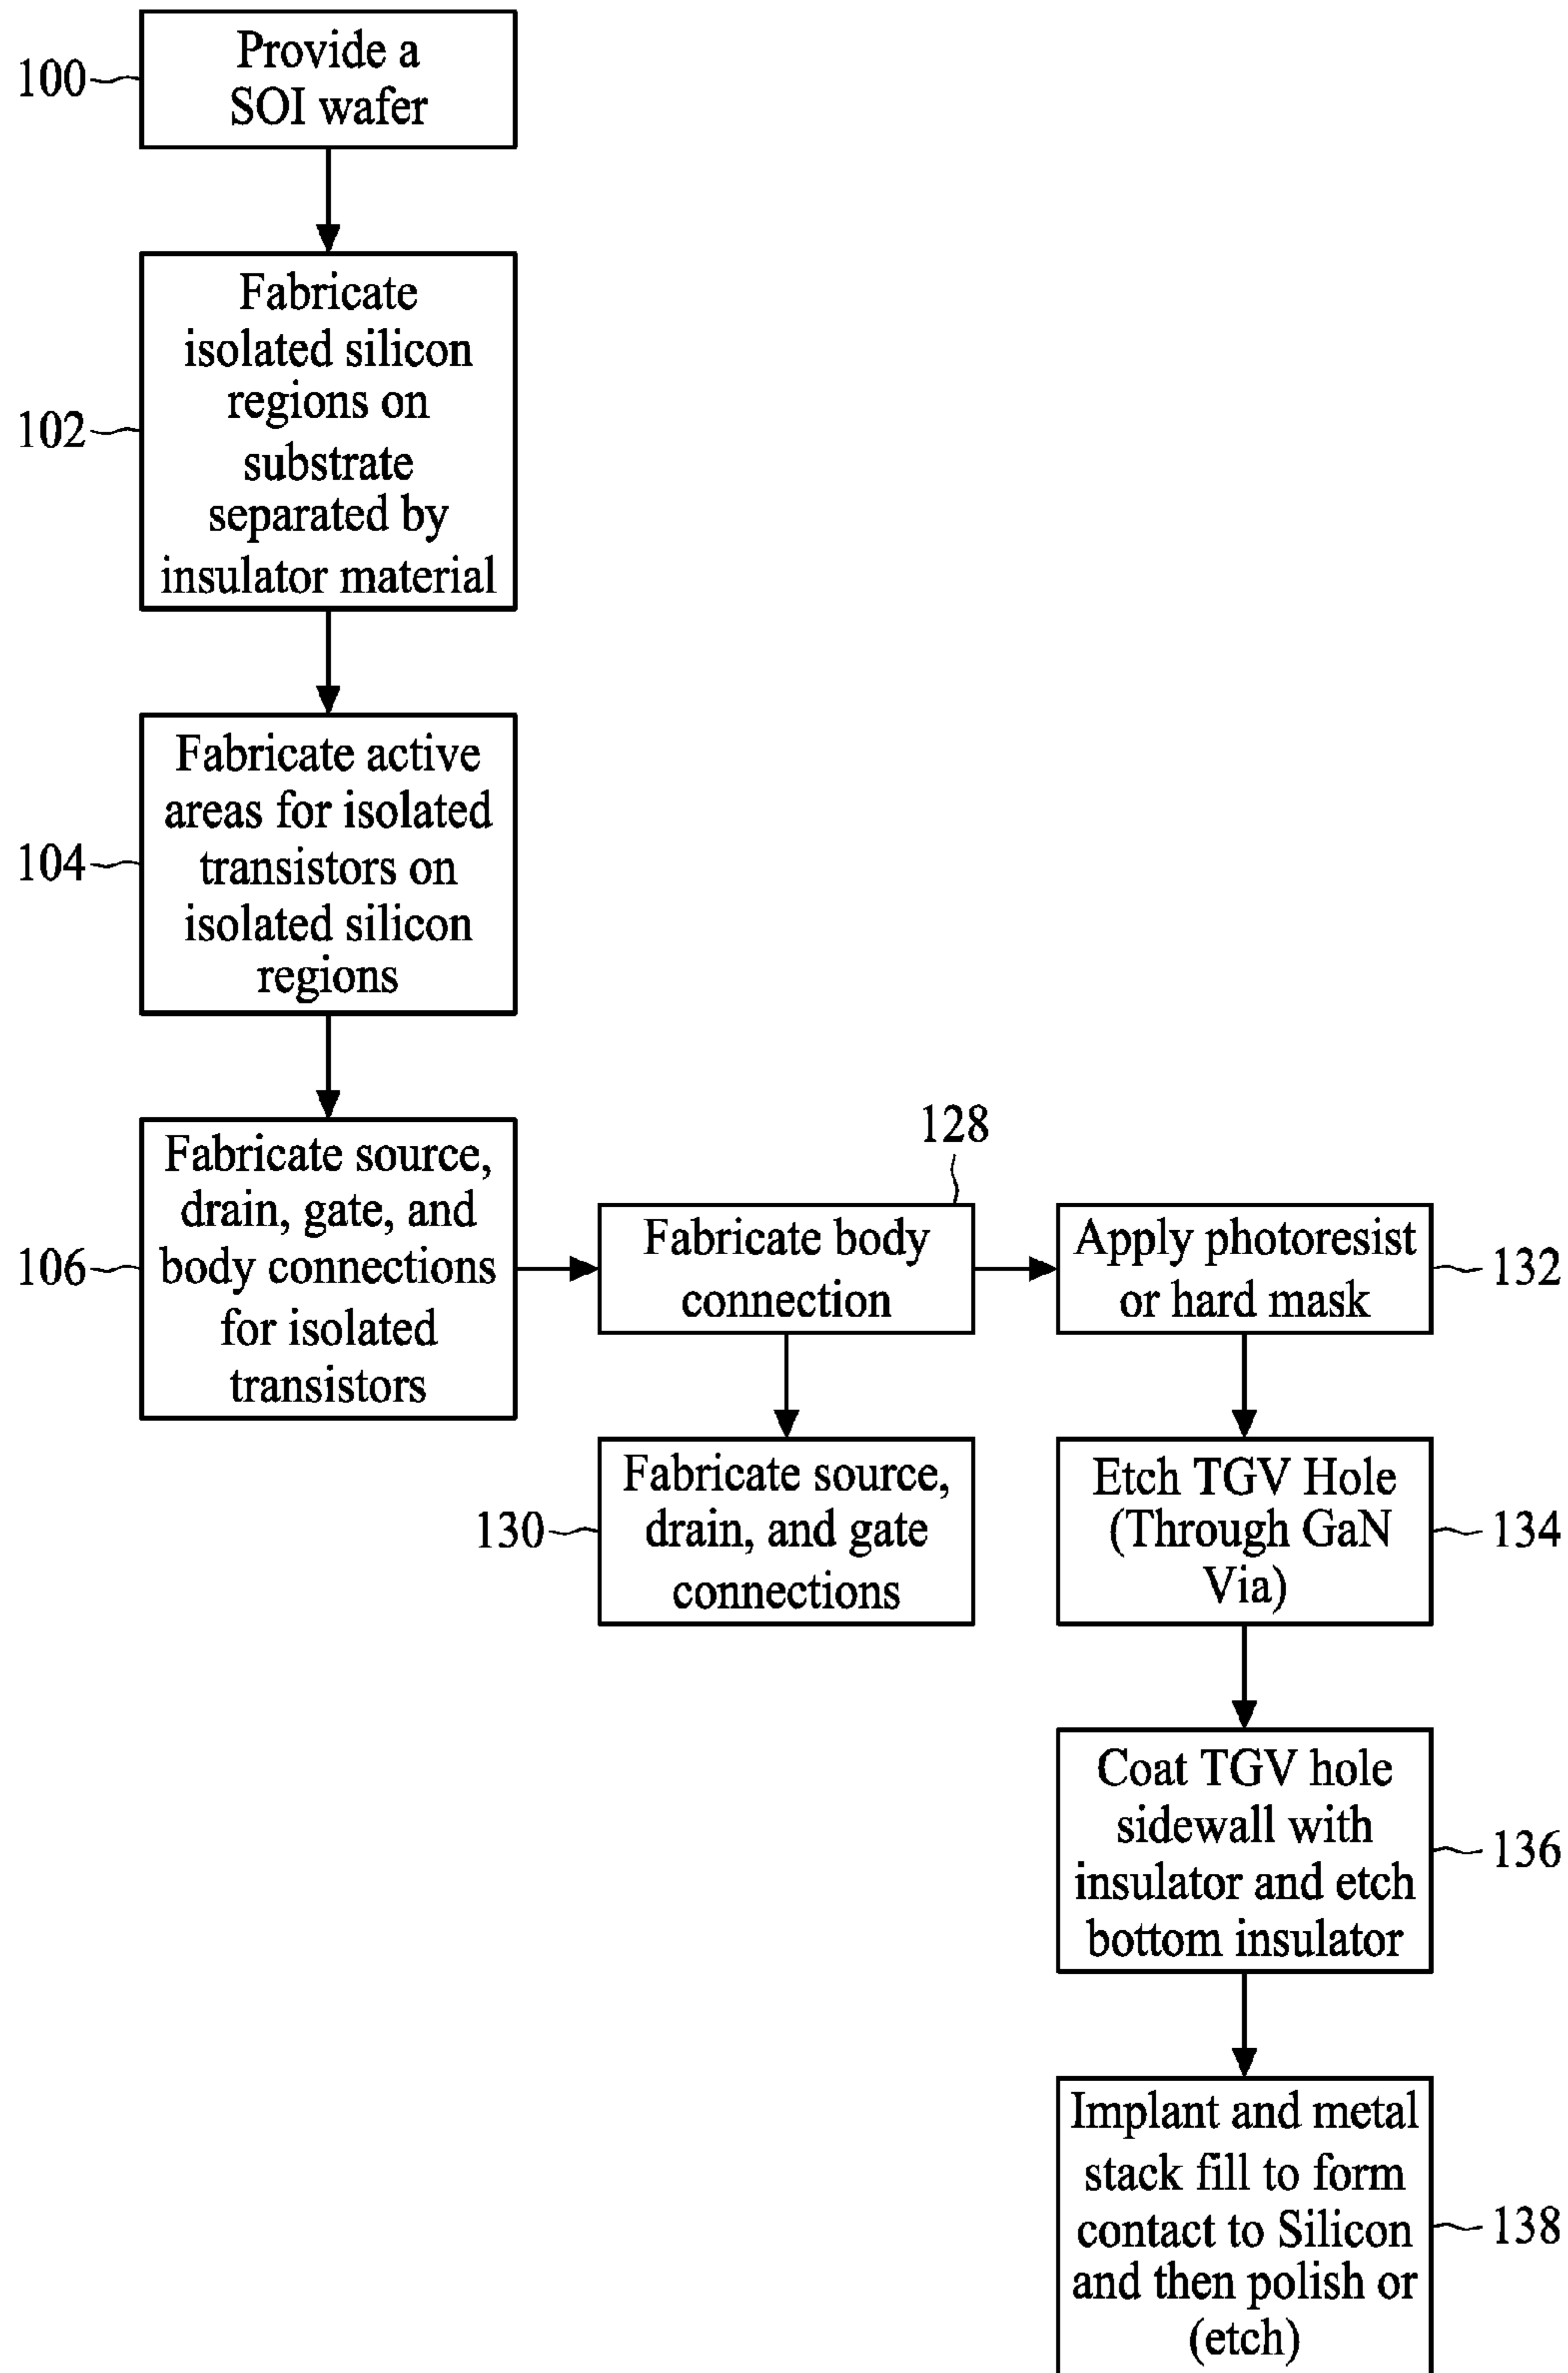 100
Provide a
SOI wafer
102
Fabricate
isolated silicon
regions on
substrate
separated by
insulator material
104
Fabricate active
areas for isolated
transistors on
isolated silicon
regions
106
Fabricate source,
drain, gate, and
body connections
for isolated
transistors
128
Fabricate body
connection
130
Fabricate source,
drain, and gate
connections
Apply photoresist
or hard mask
132
Etch TGV Hole
(Through GaN
Via)
134
Coat TGV hole
sidewall with
insulator and etch
bottom insulator
136
Implant and metal
stack fill to form
contact to Silicon
and then polish or
(etch)
138